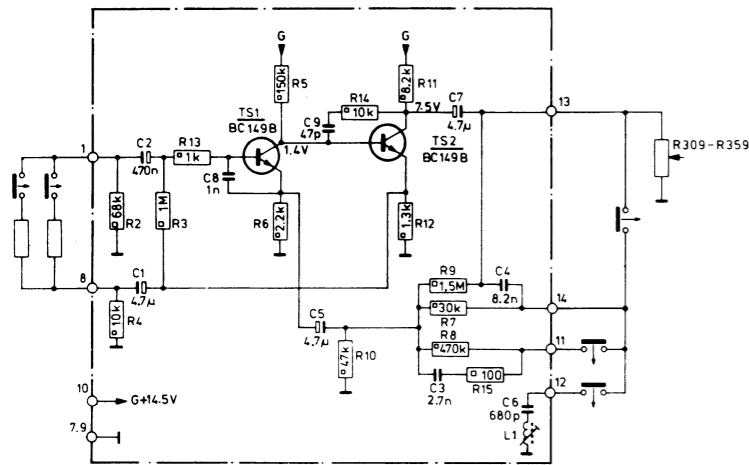 G
G
150k
R5
8.2k
R11
R14
10k
C9
47p
7.5V
C7
4.7µ
13
TS1
BC149B
TS2
BC149B
1
C2
470n
R13
1k
1.4V
C8
1n
R309-R359
68k
R2
1M
R3
R6
2.2k
1.3k
R12
8
C1
4.7µ
10k
R4
R9
1,5M
C4
8.2n
30k
R7
14
C5
4.7µ
47k
R10
R8
470k
11
C3
2.7n
100
R15
12
C6
680p
L1
10
G+14.5V
7.9